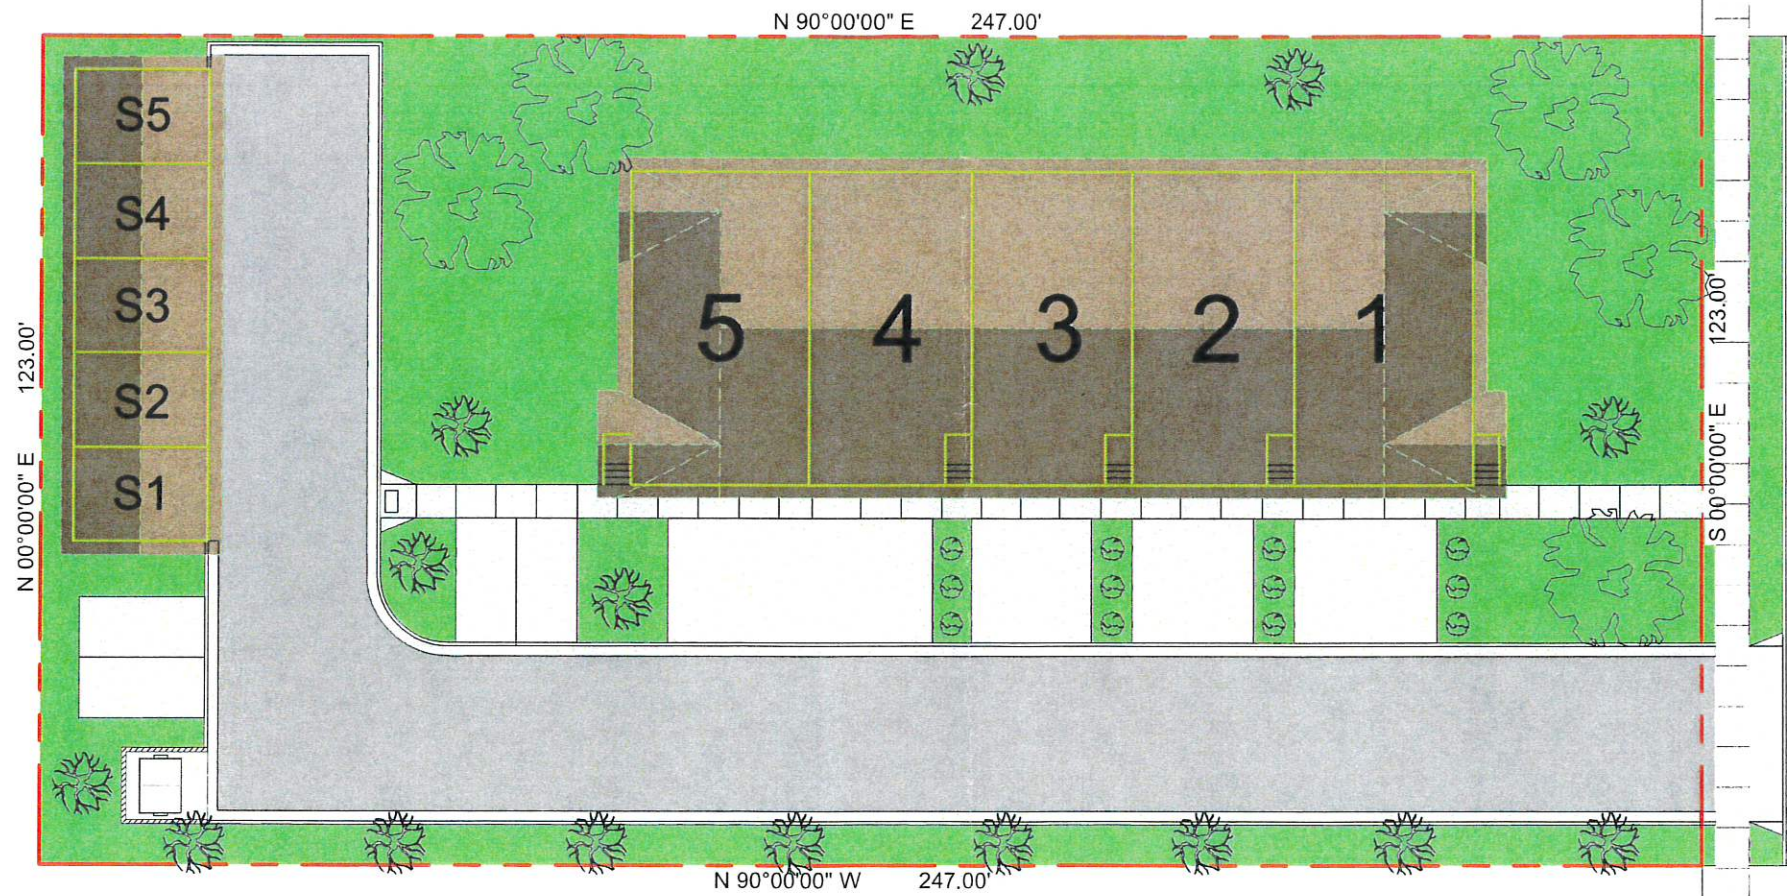 N 90°00'00" E 247.00'
S5
S4
S3
S2
S1
5 4 3 2 1
N 00°00'00" E 123.00'
S 00°00'00" E 123.00'
N 90°00'00" W 247.00'